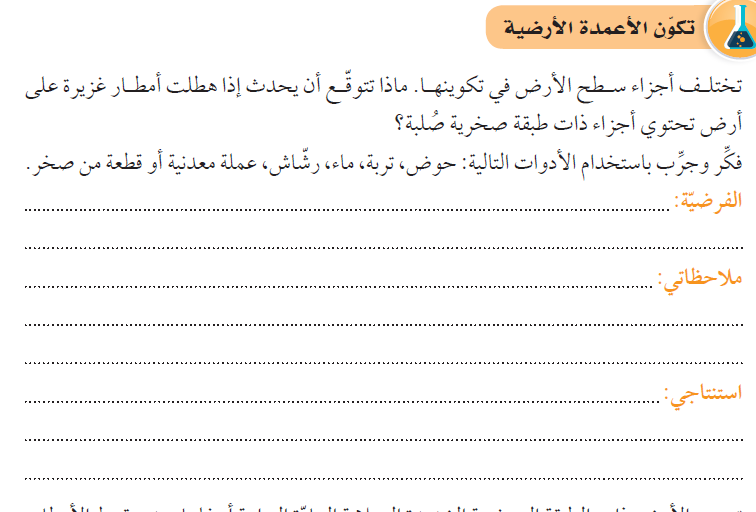 تكوّن الأعمدة الأرضية
تختلف أجزاء سطح الأرض في تكوينها. ماذا تتوقّع أن يحدث إذا هطلت أمطار غزيرة على
أرض تحتوي أجزاء ذات طبقة صخرية صُلبة؟
فكِّر وجرِّب باستخدام الأدوات التالية: حوض، تربة، ماء، رشّاش، عملة معدنية أو قطعة من صخر.
الفرضيّة:
ملاحظاتي:
استنتاجي: